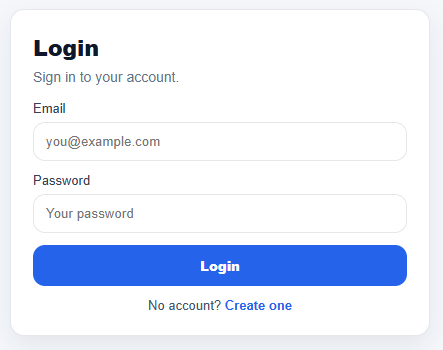 Login
Sign in to your account.
Email
you@example.com
Password
Your password
Login
No account? Create one